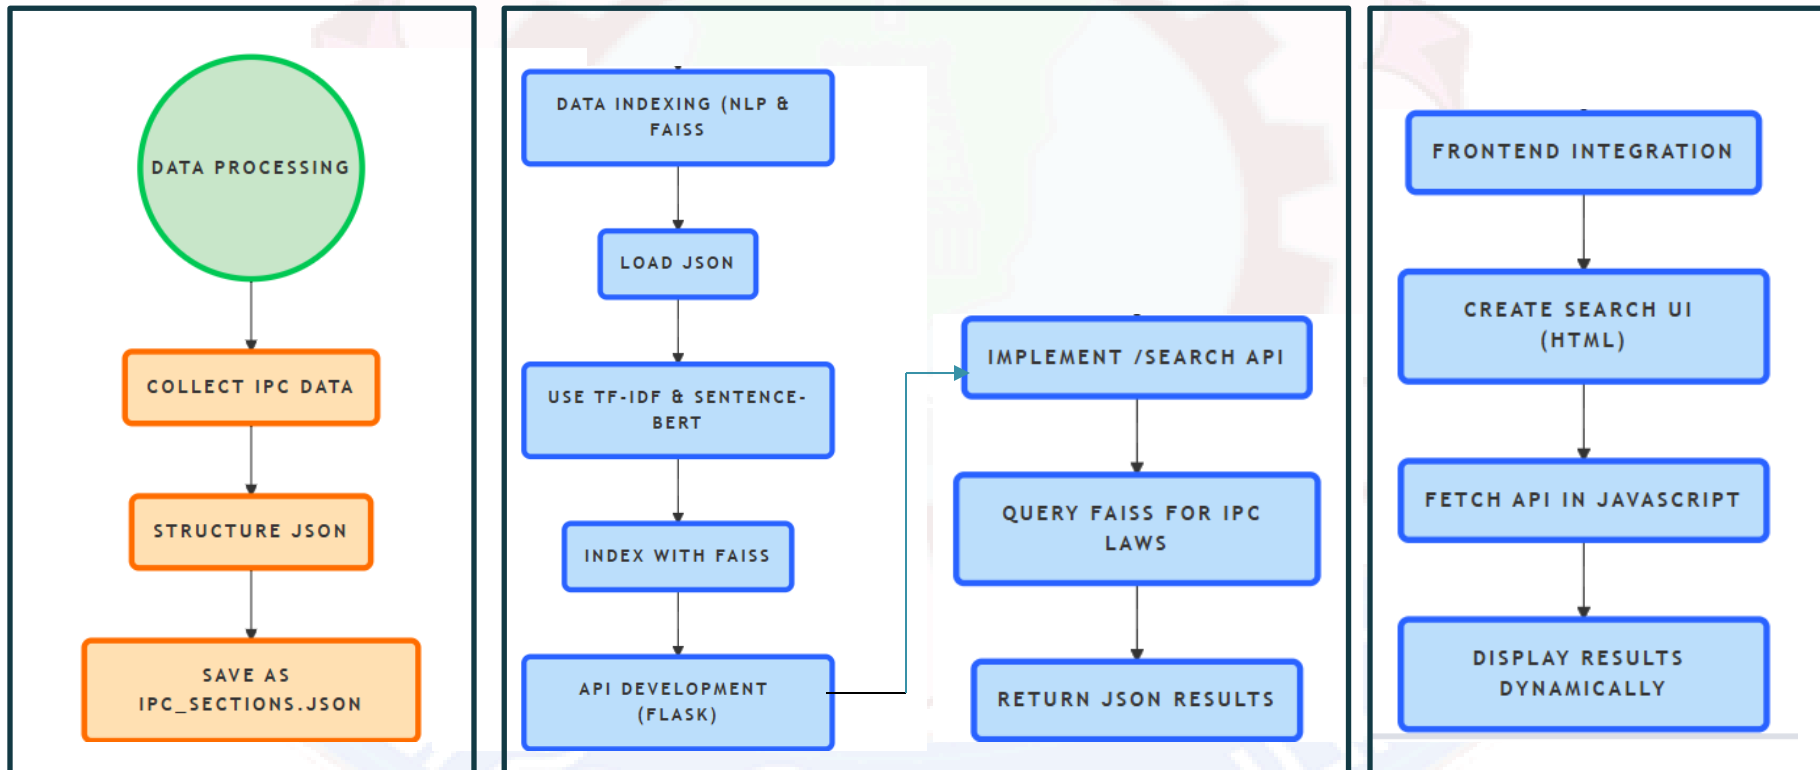 DATA PROCESSING
COLLECT IPC DATA
STRUCTURE JSON
SAVE AS
IPC_SECTIONS.JSON
DATA INDEXING (NLP &
FAISS
LOAD JSON
USE TF-IDF & SENTENCE-
BERT
INDEX WITH FAISS
API DEVELOPMENT
(FLASK)
IMPLEMENT /SEARCH API
QUERY FAISS FOR IPC
LAWS
RETURN JSON RESULTS
FRONTEND INTEGRATION
CREATE SEARCH UI
(HTML)
FETCH API IN JAVASCRIPT
DISPLAY RESULTS
DYNAMICALLY